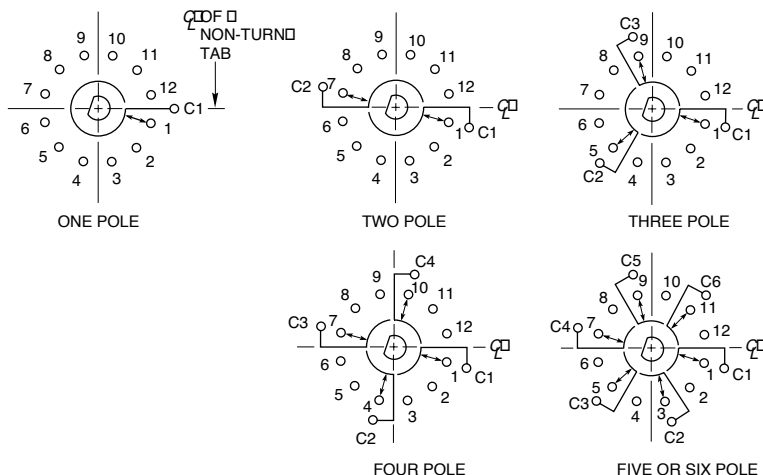 ℄ OF
NON-TURN
TAB
9 10
8 11
7 12
C1
6 1
5 2
4 3
ONE POLE
9 10
8 11
C2 7 12
℄
6 1
C1
5 2
4 3
TWO POLE
C3
9 10
8 11
7 12
℄
6 1
C1
5 2
C2
4 3
THREE POLE
C4
9 10
8 11
C3 7 12
℄
6 1
C1
5 2
4 3
C2
FOUR POLE
C5
C6
9 10
8 11
C4 7 12
℄
6 1
C1
5 2
C3
4 3
C2
FIVE OR SIX POLE